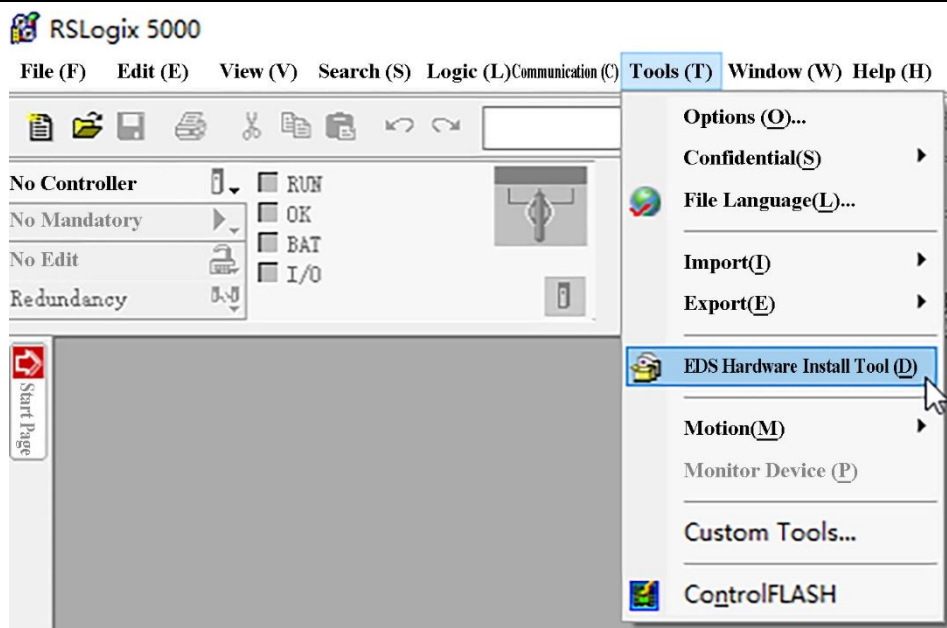 RSLogix 5000
File (F) Edit (E) View (V) Search (S) Logic (L) Communication (C) Tools (T) Window (W) Help (H)
No Controller
No Mandatory
No Edit
Redundancy
RUN
OK
BAT
I/O
Start Page
Options (O)...
Confidential(S)
File Language(L)...
Import(I)
Export(E)
EDS Hardware Install Tool (D)
Motion(M)
Monitor Device (P)
Custom Tools...
ControlFLASH